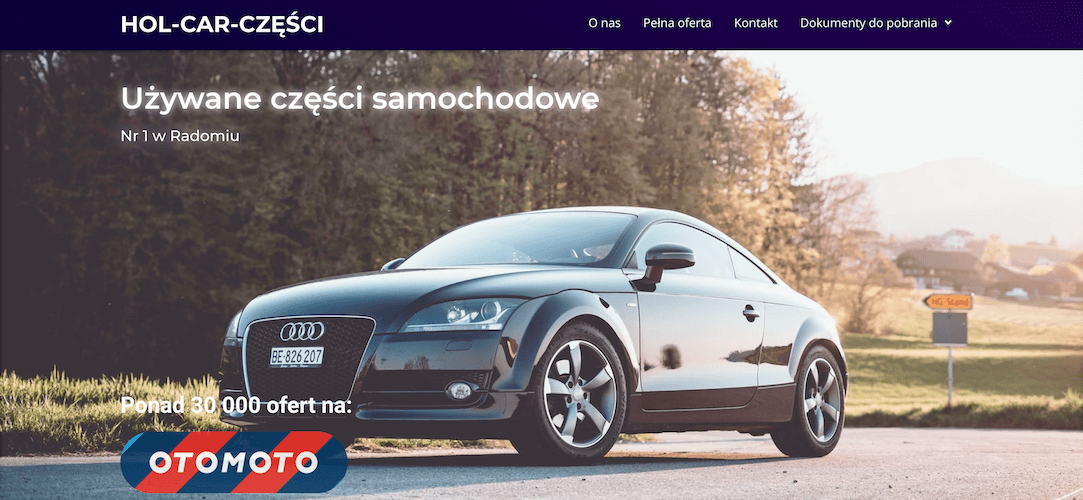 HOL-CAR-CZĘŚCI
O nas Pełna oferta Kontakt Dokumenty do pobrania
Używane części samochodowe
Nr 1 w Radomiu
HG Stand
BE·826 207
Ponad 30 000 ofert na:
OTOMOTO